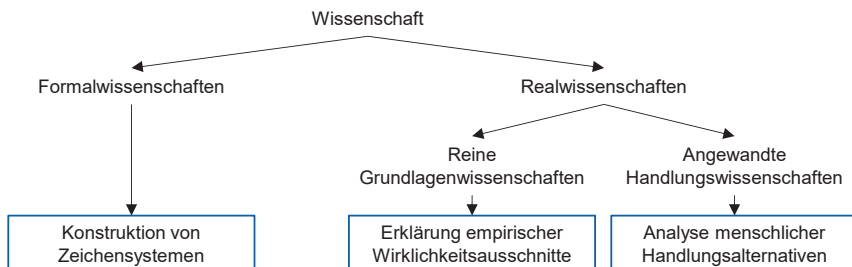 Wissenschaft
Formalwissenschaften
Realwissenschaften
Reine
Grundlagenwissenschaften
Angewandte
Handlungswissenschaften
Konstruktion von
Zeichensystemen
Erklärung empirischer
Wirklichkeitsausschnitte
Analyse menschlicher
Handlungsalternativen